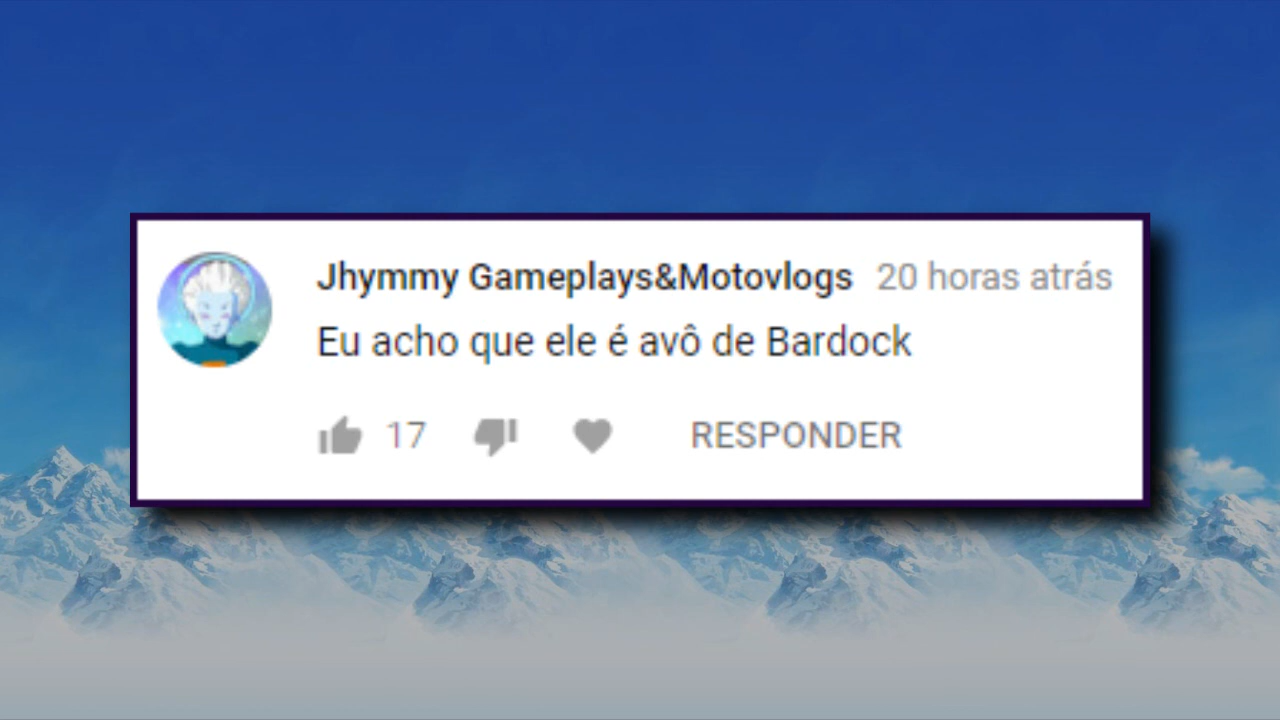 Jhymmy Gameplays&Motovlogs 20 horas atrás
Eu acho que ele é avô de Bardock
17 RESPONDER